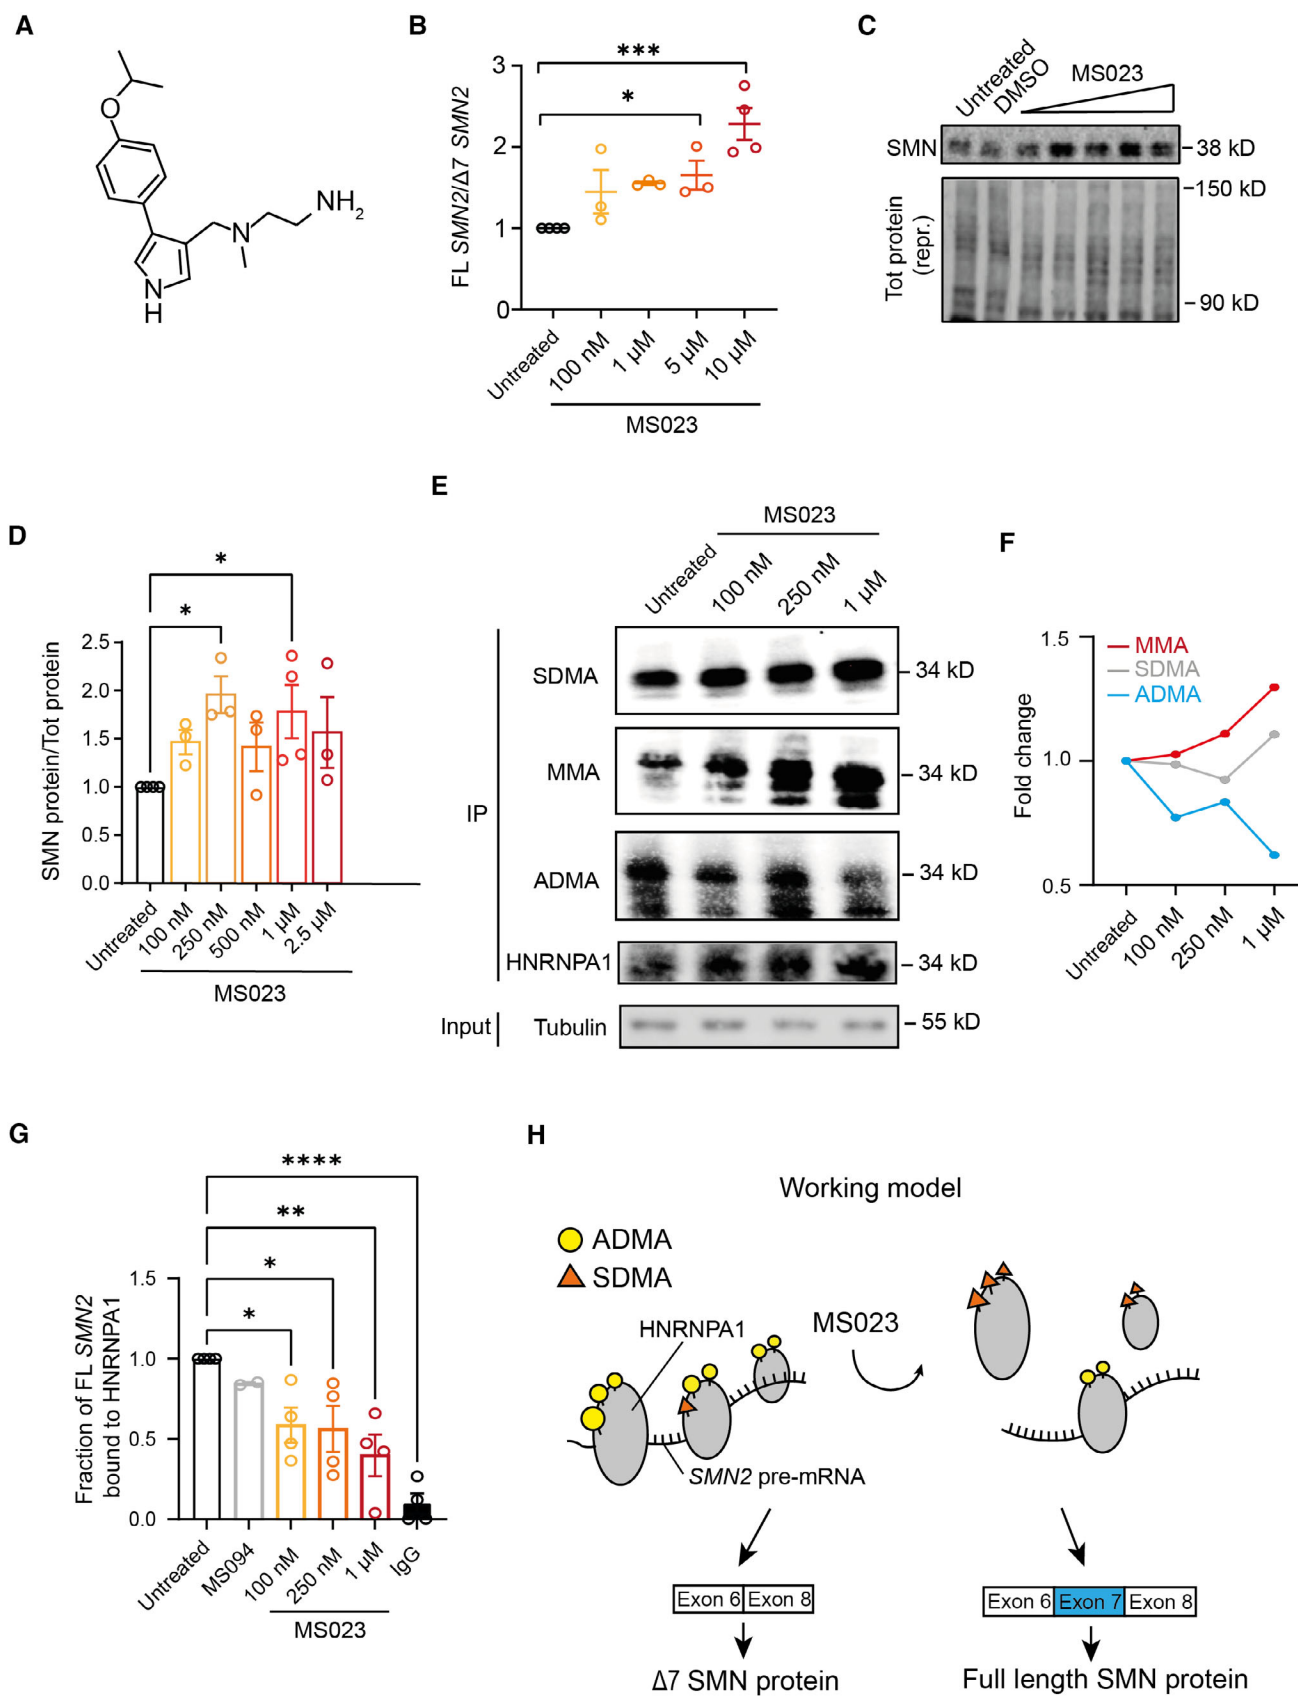 A
O
N
NH2
N
H
B
FL SMN2/Δ7 SMN2
3
2
1
0
***
*
Untreated
100 nM
1 µM
5 µM
10 µM
MS023
C
Untreated
DMSO
MS023
SMN
38 kD
Tot protein
(repr.)
150 kD
90 kD
D
SMN protein/Tot protein
2.5
2.0
1.5
1.0
0.5
0.0
*
*
Untreated
100 nM
250 nM
500 nM
1 µM
2.5 µM
MS023
E
MS023
Untreated
100 nM
250 nM
1 µM
IP
SDMA
34 kD
MMA
34 kD
ADMA
34 kD
HNRNPA1
34 kD
Input
Tubulin
55 kD
F
Fold change
1.5
1.0
0.5
MMA
SDMA
ADMA
Untreated
100 nM
250 nM
1 µM
G
Fraction of FL SMN2
bound to HNRNPA1
1.5
1.0
0.5
0.0
****
**
*
*
Untreated
MS094
100 nM
250 nM
1 µM
IgG
MS023
H
Working model
ADMA
SDMA
HNRNPA1
MS023
SMN2 pre-mRNA
Exon 6 Exon 8
Δ7 SMN protein
Exon 6 Exon 7 Exon 8
Full length SMN protein